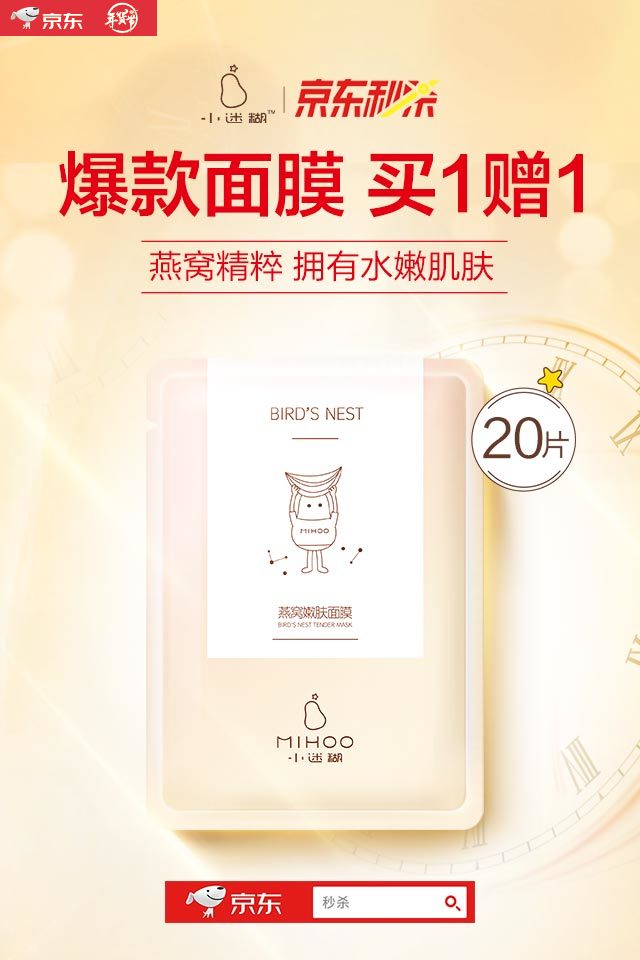 京东 年货节
小迷糊™ 京东秒杀
爆款面膜 买1赠1
燕窝精粹 拥有水嫩肌肤
20片
BIRD'S NEST
MIHOO
燕窝嫩肤面膜
BIRD'S NEST TENDER MASK
MIHOO
小迷糊
京东 秒杀